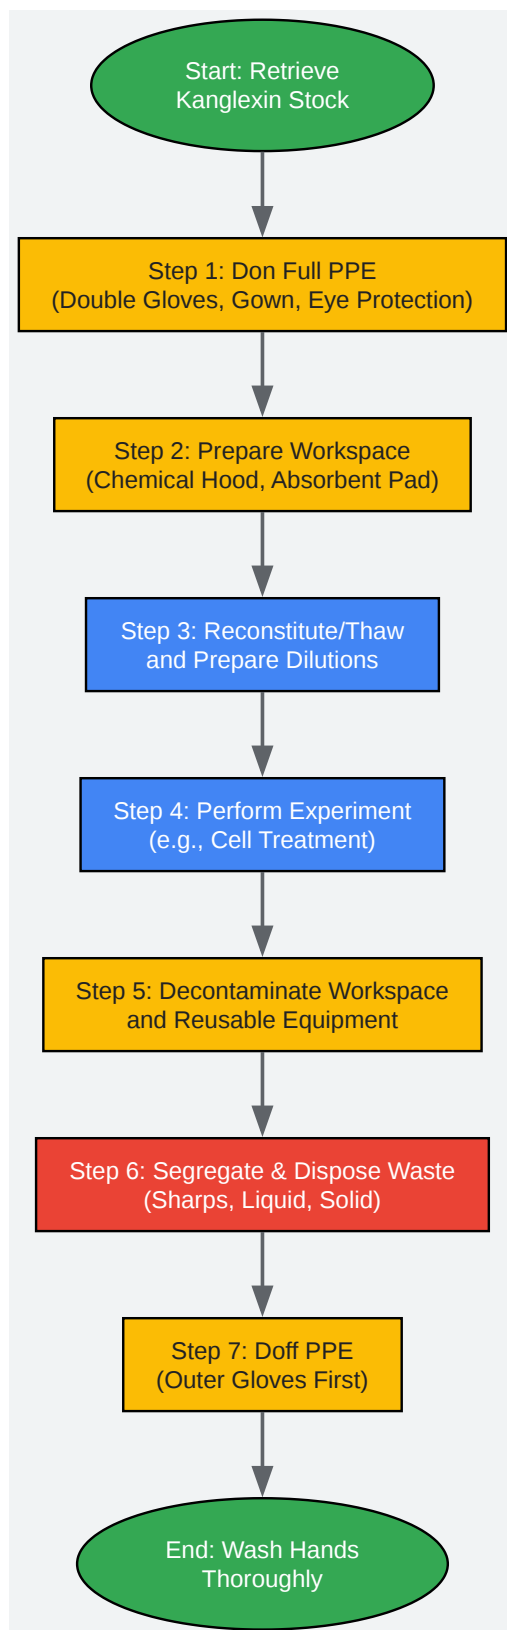 Start: Retrieve
Kanglexin Stock
Step 1: Don Full PPE
(Double Gloves, Gown, Eye Protection)
Step 2: Prepare Workspace
(Chemical Hood, Absorbent Pad)
Step 3: Reconstitute/Thaw
and Prepare Dilutions
Step 4: Perform Experiment
(e.g., Cell Treatment)
Step 5: Decontaminate Workspace
and Reusable Equipment
Step 6: Segregate & Dispose Waste
(Sharps, Liquid, Solid)
Step 7: Doff PPE
(Outer Gloves First)
End: Wash Hands
Thoroughly